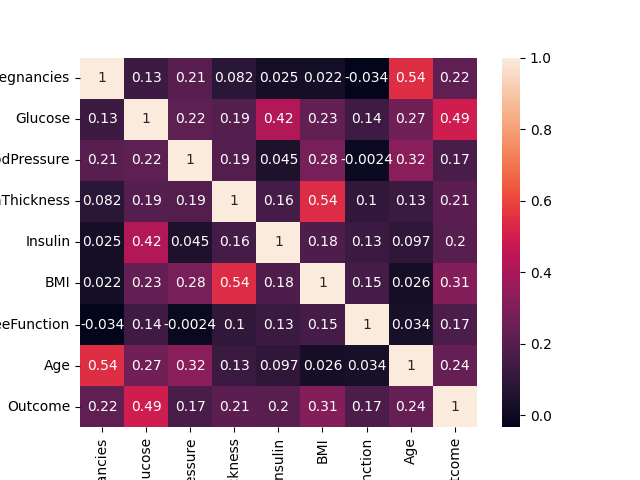 egnancies 1 0.13 0.21 0.082 0.025 0.022 -0.034 0.54 0.22
Glucose 0.13 1 0.22 0.19 0.42 0.23 0.14 0.27 0.49
dPressure 0.21 0.22 1 0.19 0.045 0.28 -0.0024 0.32 0.17
Thickness 0.082 0.19 0.19 1 0.16 0.54 0.1 0.13 0.21
Insulin 0.025 0.42 0.045 0.16 1 0.18 0.13 0.097 0.2
BMI 0.022 0.23 0.28 0.54 0.18 1 0.15 0.026 0.31
eeFunction -0.034 0.14 -0.0024 0.1 0.13 0.15 1 0.034 0.17
Age 0.54 0.27 0.32 0.13 0.097 0.026 0.034 1 0.24
Outcome 0.22 0.49 0.17 0.21 0.2 0.31 0.17 0.24 1
ancies ucose essure kness nsulin BMI nction Age tcome
1.0
0.8
0.6
0.4
0.2
0.0